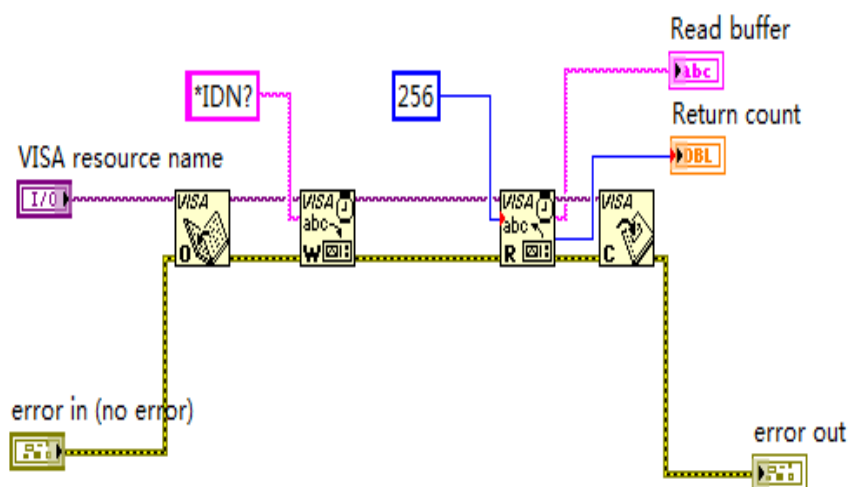 Read buffer
abc
*IDN?
256
Return count
DBL
VISA resource name
I/O
VISA
O
VISA
abc
W
VISA
abc
R
VISA
C
error in (no error)
error out